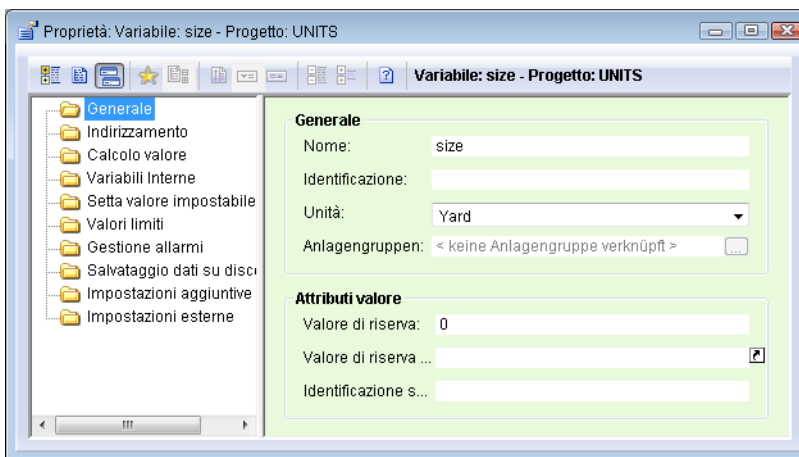 Proprietà: Variabile: size - Progetto: UNITS
Variabile: size - Progetto: UNITS
Generale
Indirizzamento
Calcolo valore
Variabili Interne
Setta valore impostabile
Valori limiti
Gestione allarmi
Salvataggio dati su disc
Impostazioni aggiuntive
Impostazioni esterne
Generale
Nome: size
Identificazione:
Unità: Yard
Anlagengruppen: < keine Anlagengruppe verknüpft > ...
Attributi valore
Valore di riserva: 0
Valore di riserva ...
Identificazione s...